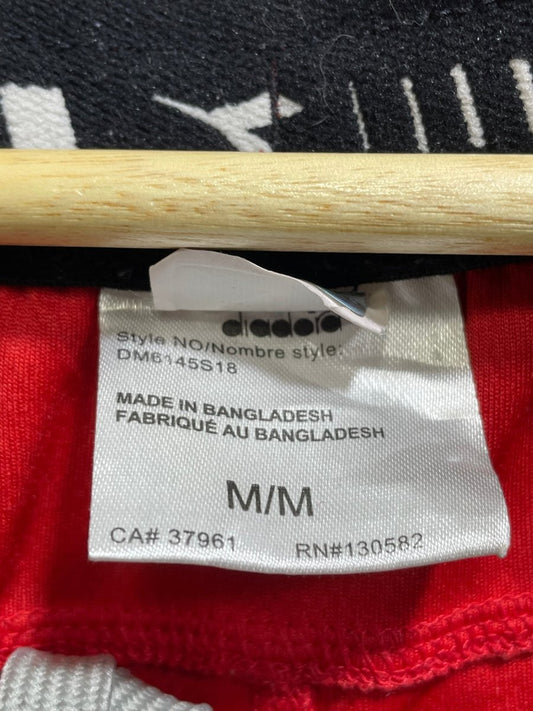 diadora
Style NO/Nombre style:
DM6145S18
MADE IN BANGLADESH
FABRIQUÉ AU BANGLADESH
M/M
CA# 37961 RN#130582